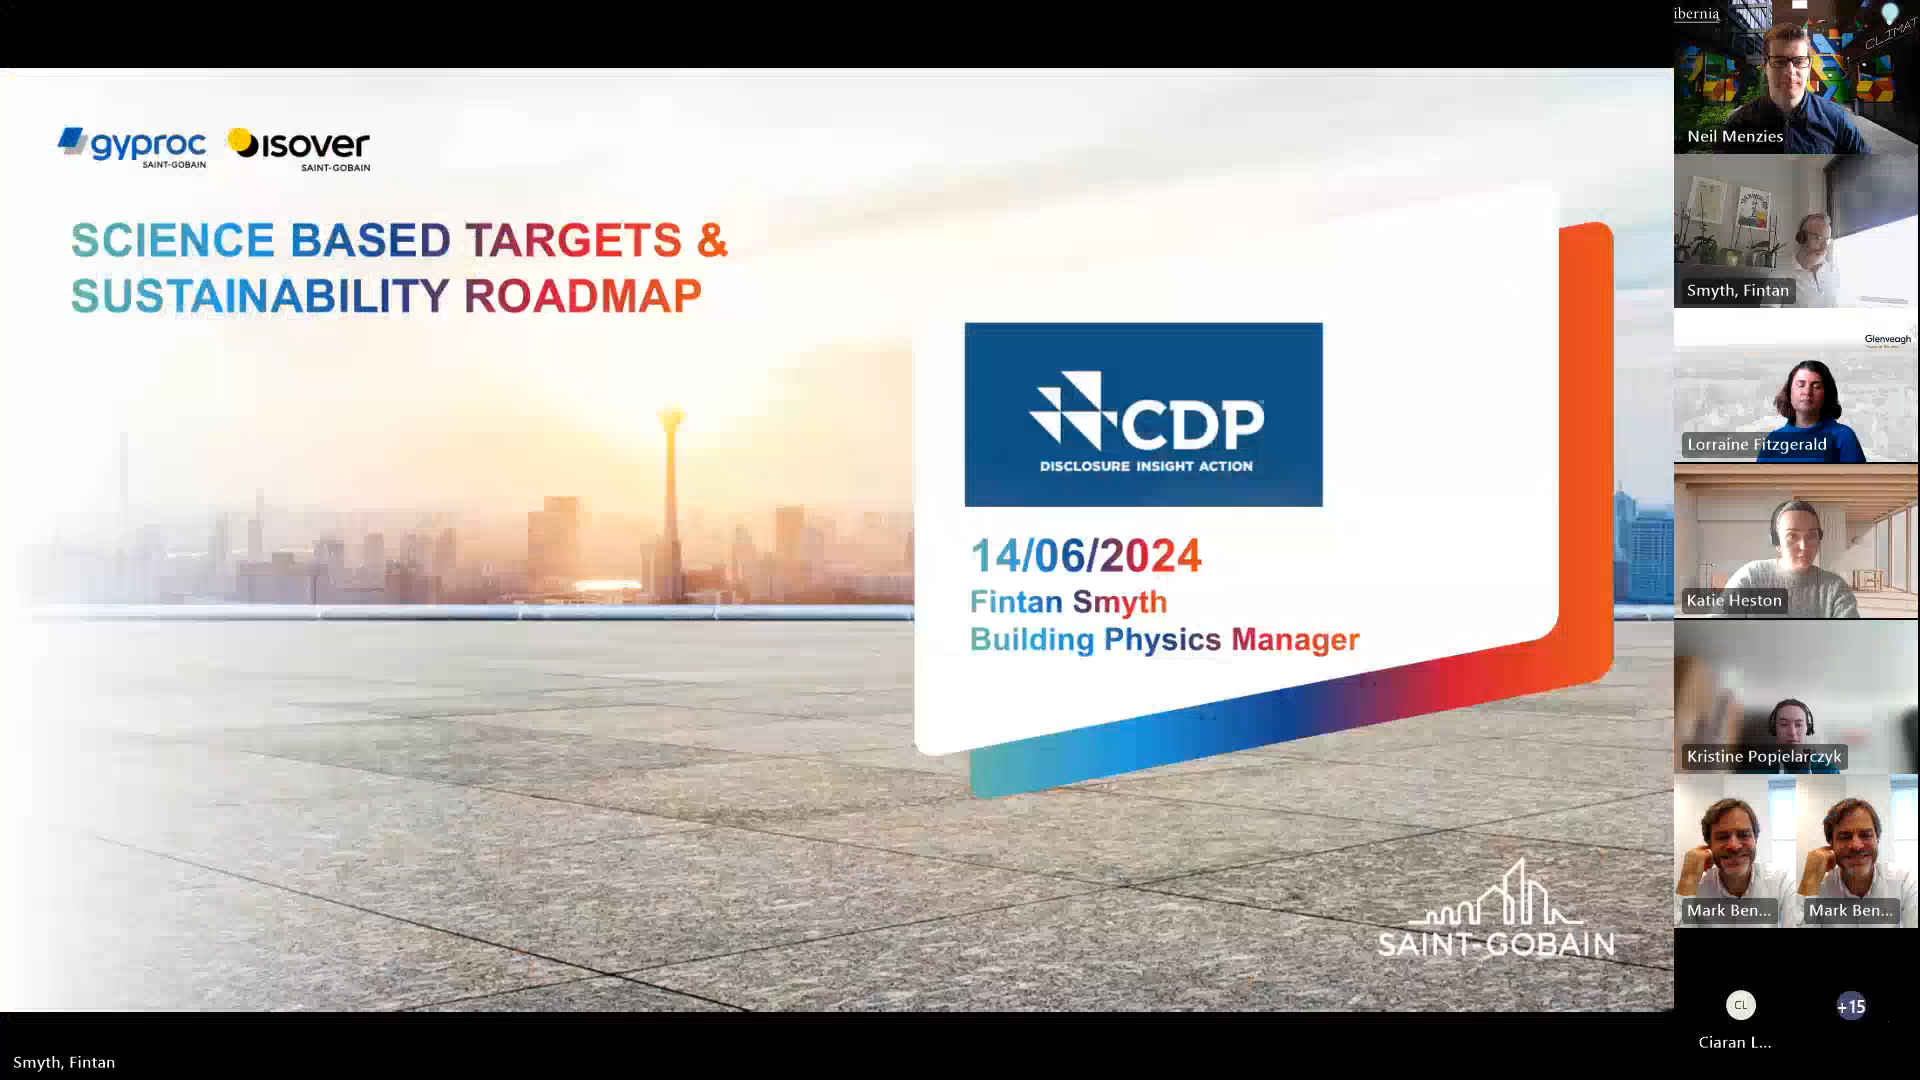 gyproc
SAINT-GOBAIN
isover
SAINT-GOBAIN
SCIENCE BASED TARGETS &
SUSTAINABILITY ROADMAP
CDP
DISCLOSURE INSIGHT ACTION
14/06/2024
Fintan Smyth
Building Physics Manager
SAINT-GOBAIN
Smyth, Fintan
ibernia
CLIMAT
Neil Menzies
Smyth, Fintan
Glenveagh
Lorraine Fitzgerald
Katie Heston
Kristine Popielarczyk
Mark Ben...
Mark Ben...
CL
+15
Ciaran L...